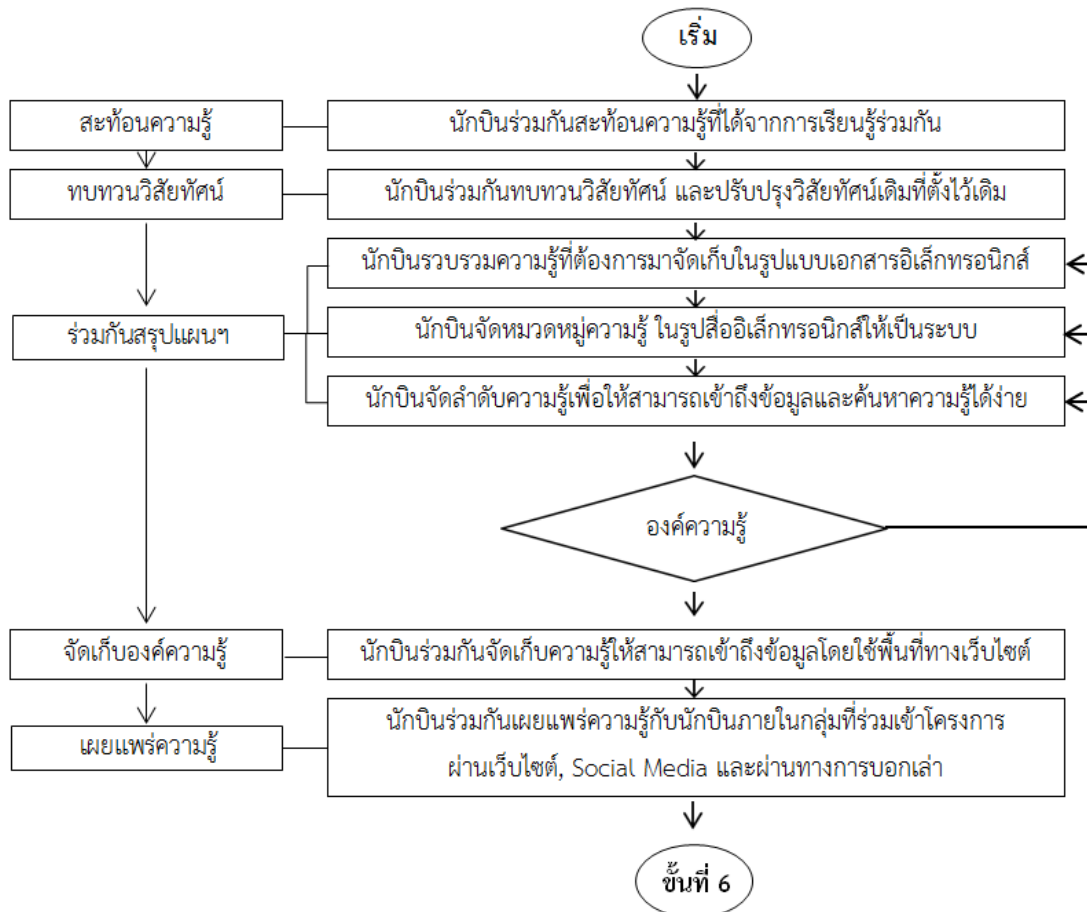 เริ่ม
สะท้อนความรู้
นักบินร่วมกันสะท้อนความรู้ที่ได้จากการเรียนรู้ร่วมกัน
ทบทวนวิสัยทัศน์
นักบินร่วมกันทบทวนวิสัยทัศน์ และปรับปรุงวิสัยทัศน์เดิมที่ตั้งไว้เดิม
นักบินรวบรวมความรู้ที่ต้องการมาจัดเก็บในรูปแบบเอกสารอิเล็กทรอนิกส์
ร่วมกันสรุปแผนฯ
นักบินจัดหมวดหมู่ความรู้ ในรูปสื่ออิเล็กทรอนิกส์ให้เป็นระบบ
นักบินจัดลำดับความรู้เพื่อให้สามารถเข้าถึงข้อมูลและค้นหาความรู้ได้ง่าย
องค์ความรู้
จัดเก็บองค์ความรู้
นักบินร่วมกันจัดเก็บความรู้ให้สามารถเข้าถึงข้อมูลโดยใช้พื้นที่ทางเว็บไซต์
เผยแพร่ความรู้
นักบินร่วมกันเผยแพร่ความรู้กับนักบินภายในกลุ่มที่ร่วมเข้าโครงการ
ผ่านเว็บไซต์, Social Media และผ่านทางการบอกเล่า
ขั้นที่ 6